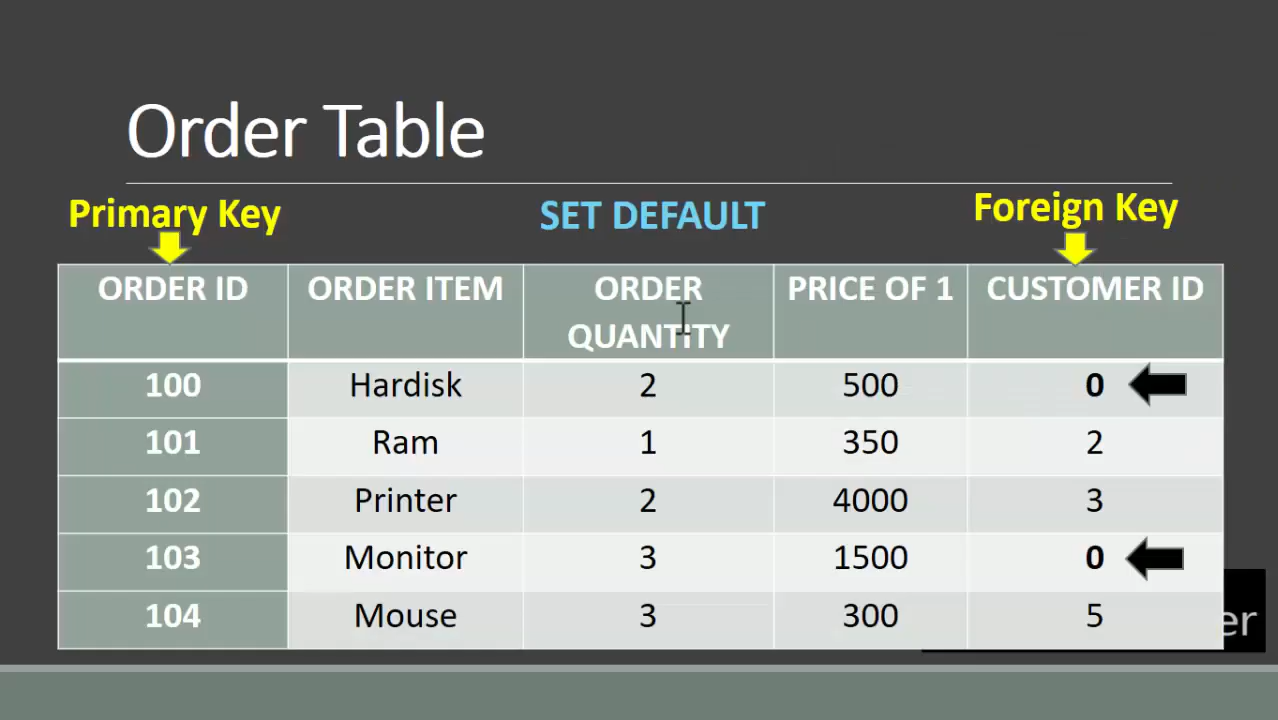 Order Table
Primary Key SET DEFAULT Foreign Key
ORDER ID ORDER ITEM ORDER QUANTITY PRICE OF 1 CUSTOMER ID
100 Hardisk 2 500 0
101 Ram 1 350 2
102 Printer 2 4000 3
103 Monitor 3 1500 0
104 Mouse 3 300 5